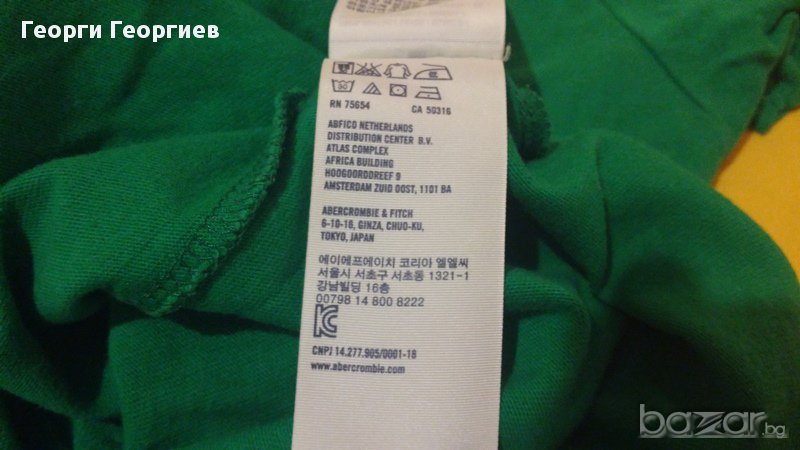 Георги Георгиев
30
RN 75654 CA 50316
ABFICO NETHERLANDS
DISTRIBUTION CENTER B.V.
ATLAS COMPLEX
AFRICA BUILDING
HOOGOORDDREEF 9
AMSTERDAM ZUID OOST, 1101 BA
ABERCROMBIE & FITCH
6-10-16, GINZA, CHUO-KU,
TOKYO, JAPAN
에이에프에이치 코리아 엘엘씨
서울시 서초구 서초동 1321-1
강남빌딩 16층
00798 14 800 8222
CNPJ 14.277.905/0001-18
www.abercrombie.com
bazar.bg